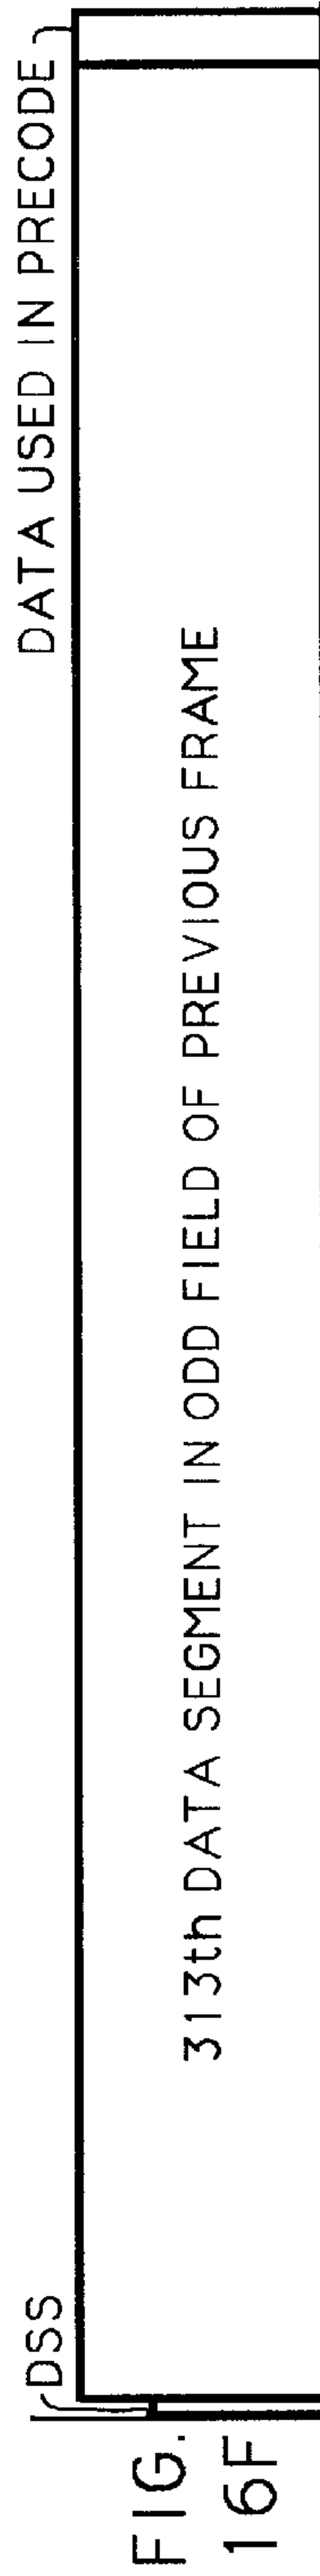 DSS
DATA USED IN PRECODE
313th DATA SEGMENT IN ODD FIELD OF PREVIOUS FRAME
FIG.
16F